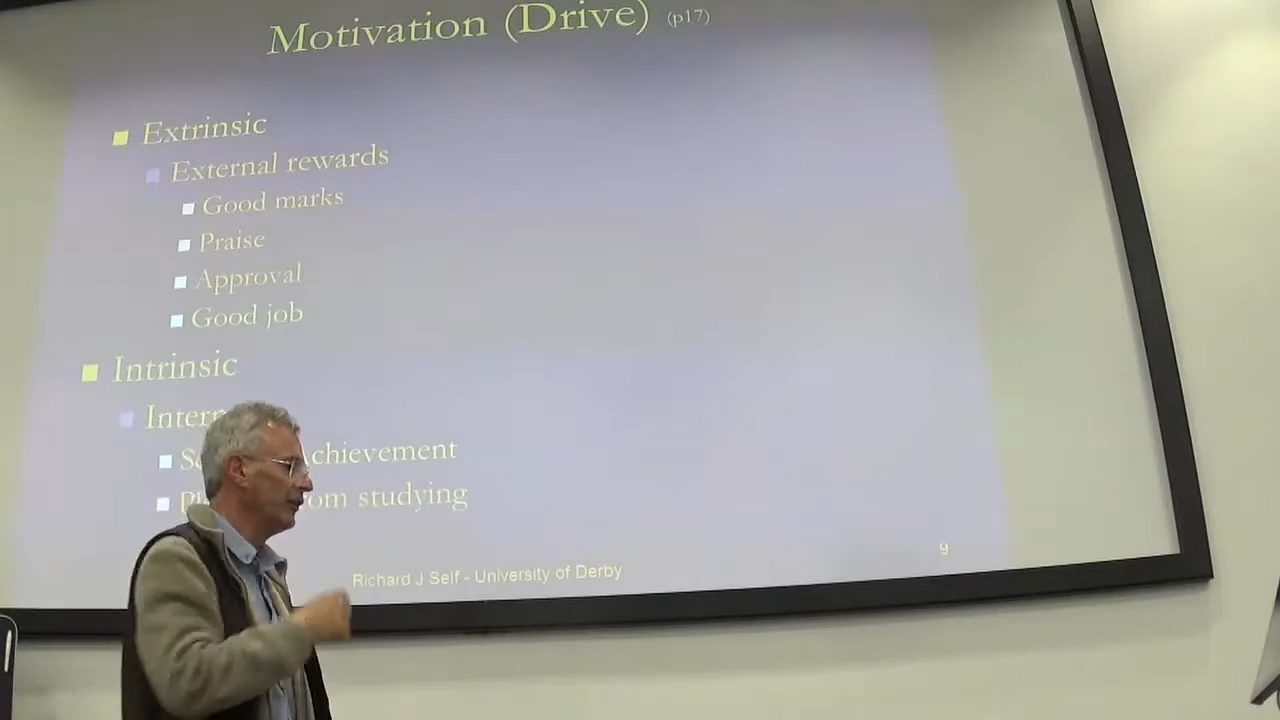 Motivation (Drive) (p17)
Extrinsic
External rewards
Good marks
Praise
Approval
Good job
Intrinsic
studying
Richard J Self - University of Derby
9